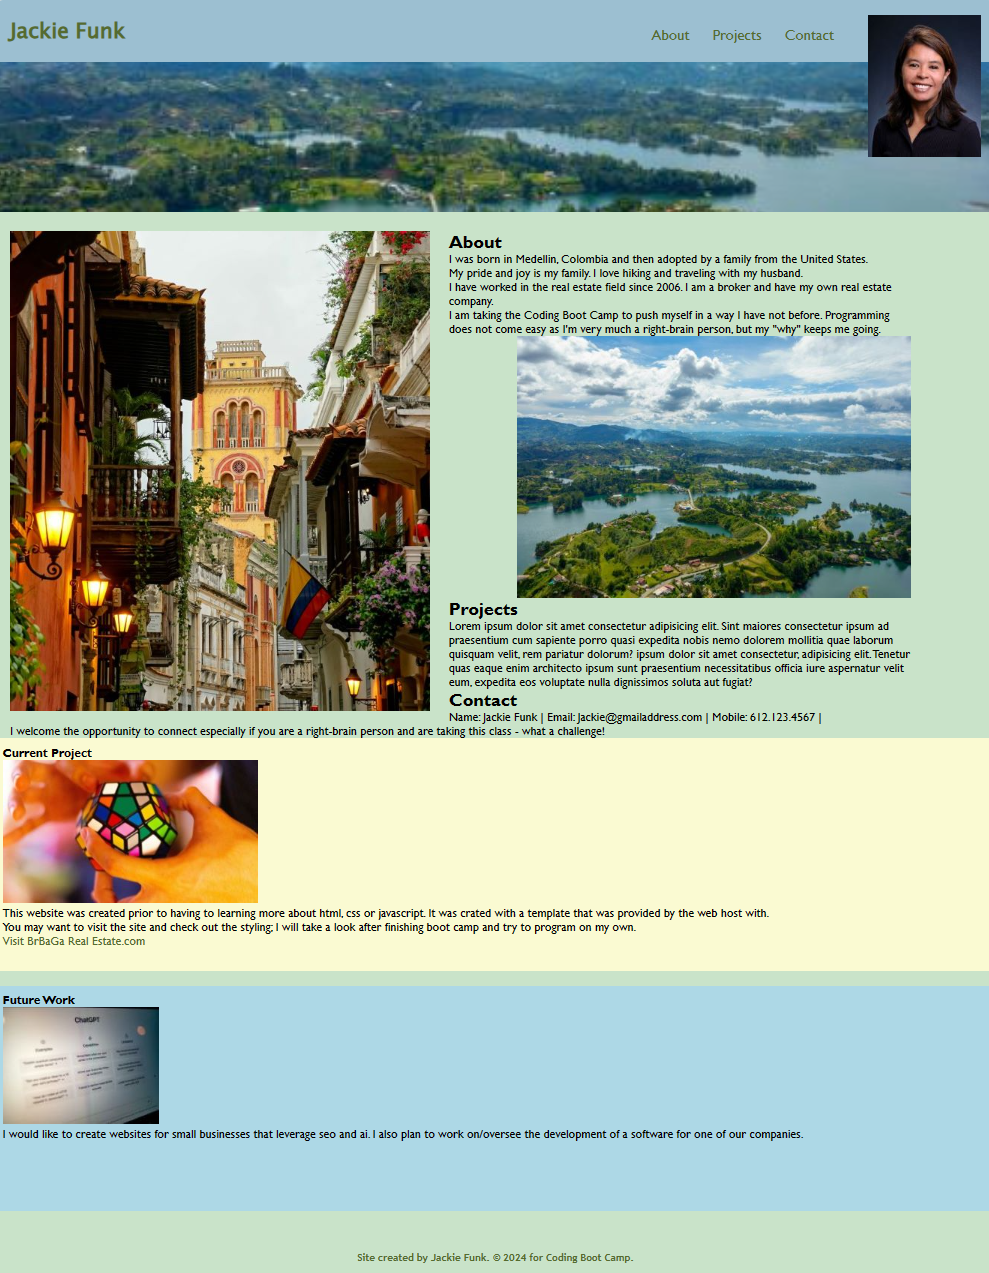 Jackie Funk
About Projects Contact
About
I was born in Medellin, Colombia and then adopted by a family from the United States.
My pride and joy is my family. I love hiking and traveling with my husband.
I have worked in the real estate field since 2006. I am a broker and have my own real estate
company.
I am taking the Coding Boot Camp to push myself in a way I have not before. Programming
does not come easy as I'm very much a right-brain person, but my "why" keeps me going.
Projects
Lorem ipsum dolor sit amet consectetur adipisicing elit. Sint maiores consectetur ipsum ad
praesentium cum sapiente porro quasi expedita nobis nemo dolorem mollitia quae laborum
quisquam velit, rem pariatur dolorum? ipsum dolor sit amet consectetur, adipisicing elit. Tenetur
quas eaque enim architecto ipsum sunt praesentium necessitatibus officia iure aspernatur velit
eum, expedita eos voluptate nulla dignissimos soluta aut fugiat?
Contact
Name: Jackie Funk | Email: Jackie@gmailaddress.com | Mobile: 612.123.4567 |
I welcome the opportunity to connect especially if you are a right-brain person and are taking this class - what a challenge!
Current Project
This website was created prior to having to learning more about html, css or javascript. It was crated with a template that was provided by the web host with.
You may want to visit the site and check out the styling; I will take a look after finishing boot camp and try to program on my own.
Visit BrBaGa Real Estate.com
Future Work
ChatGPT
Examples
I would like to create websites for small businesses that leverage seo and ai. I also plan to work on/oversee the development of a software for one of our companies.
Site created by Jackie Funk. © 2024 for Coding Boot Camp.